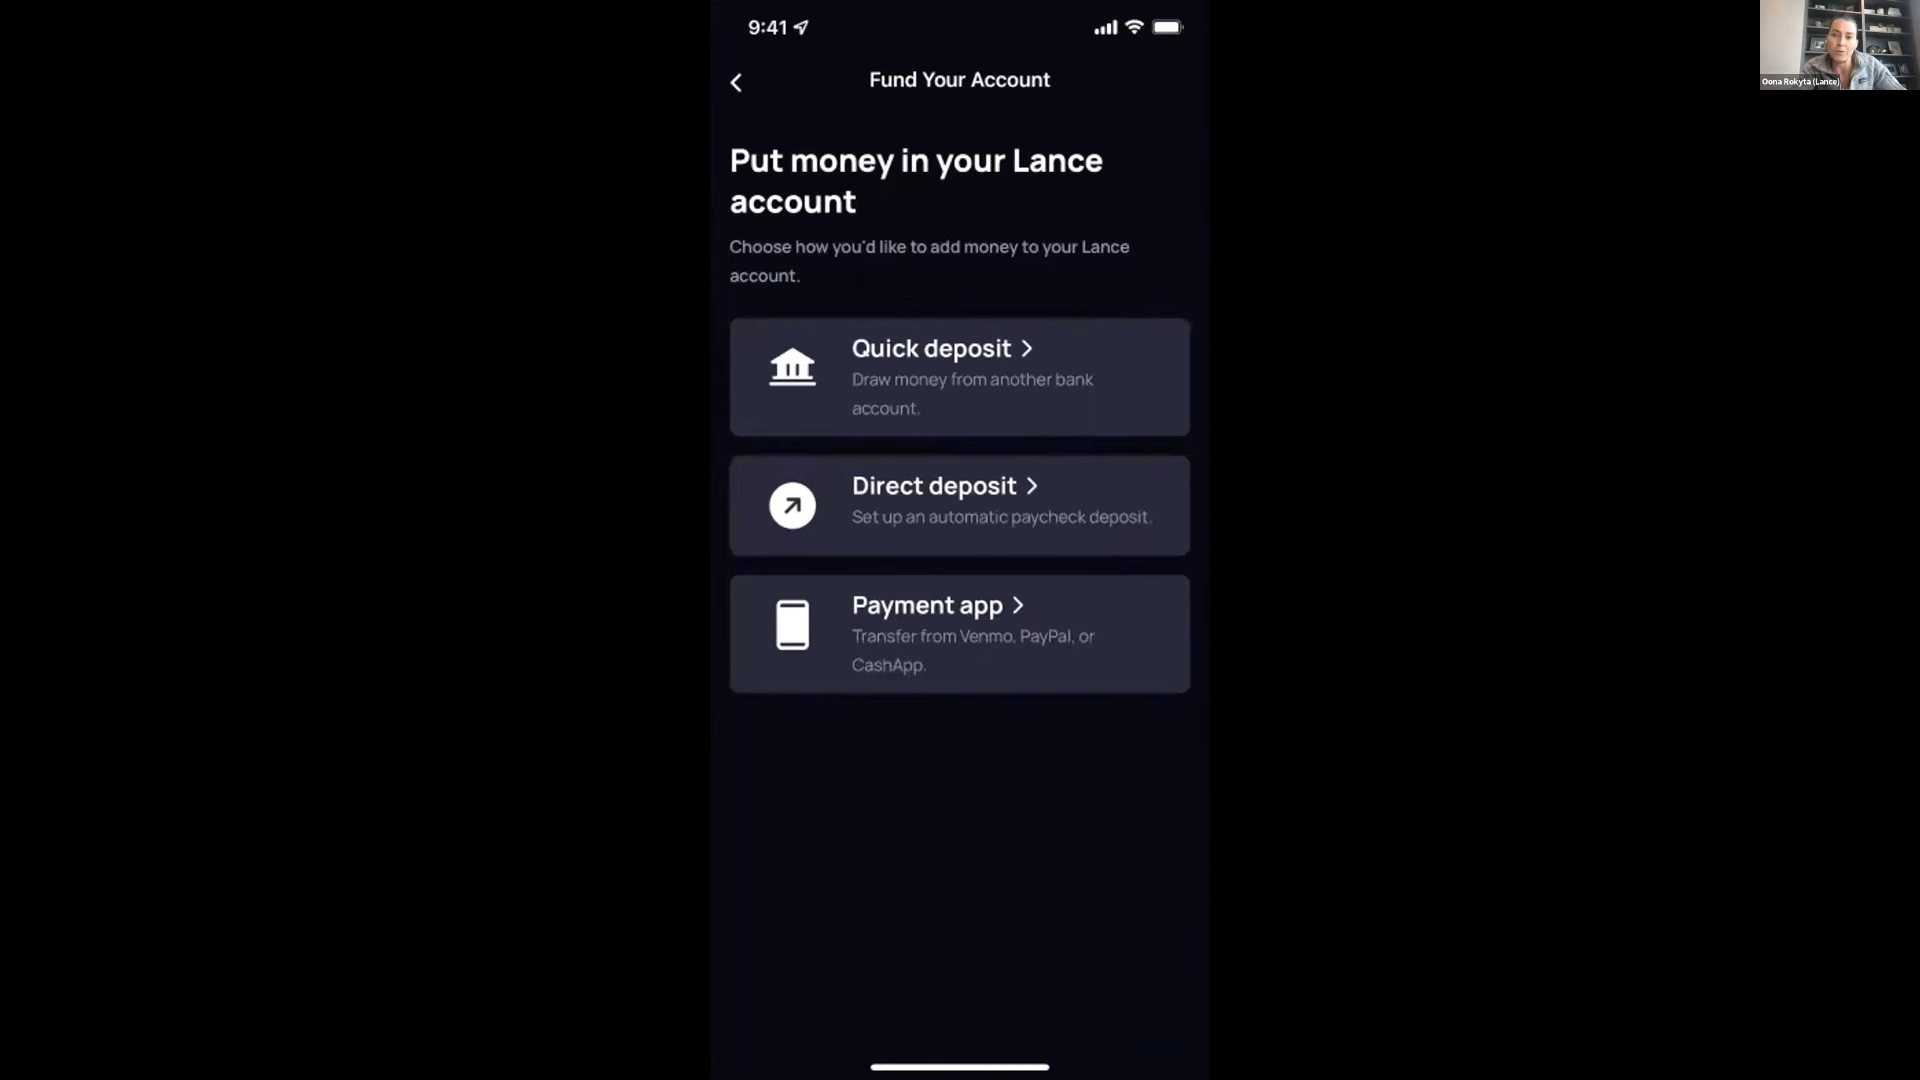 9:41
Fund Your Account
Put money in your Lance
account
Choose how you'd like to add money to your Lance
account.
Quick deposit
Draw money from another bank
account.
Direct deposit
Set up an automatic paycheck deposit.
Payment app
Transfer from Venmo, PayPal, or
CashApp.
Oona Rokyta (Lance)